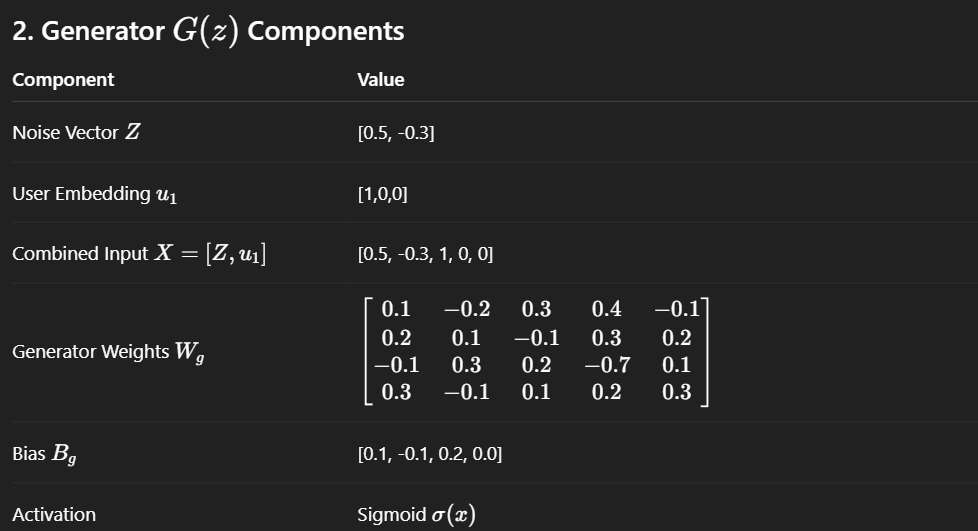 2. Generator G(z) Components
Component Value
Noise Vector Z [0.5, -0.3]
User Embedding u₁ [1,0,0]
Combined Input X = [Z, u₁] [0.5, -0.3, 1, 0, 0]
0.1 −0.2 0.3 0.4 −0.1
0.2 0.1 −0.1 0.3 0.2
Generator Weights W_g
−0.1 0.3 0.2 −0.7 0.1
0.3 −0.1 0.1 0.2 0.3
Bias B_g [0.1, -0.1, 0.2, 0.0]
Activation Sigmoid σ(x)